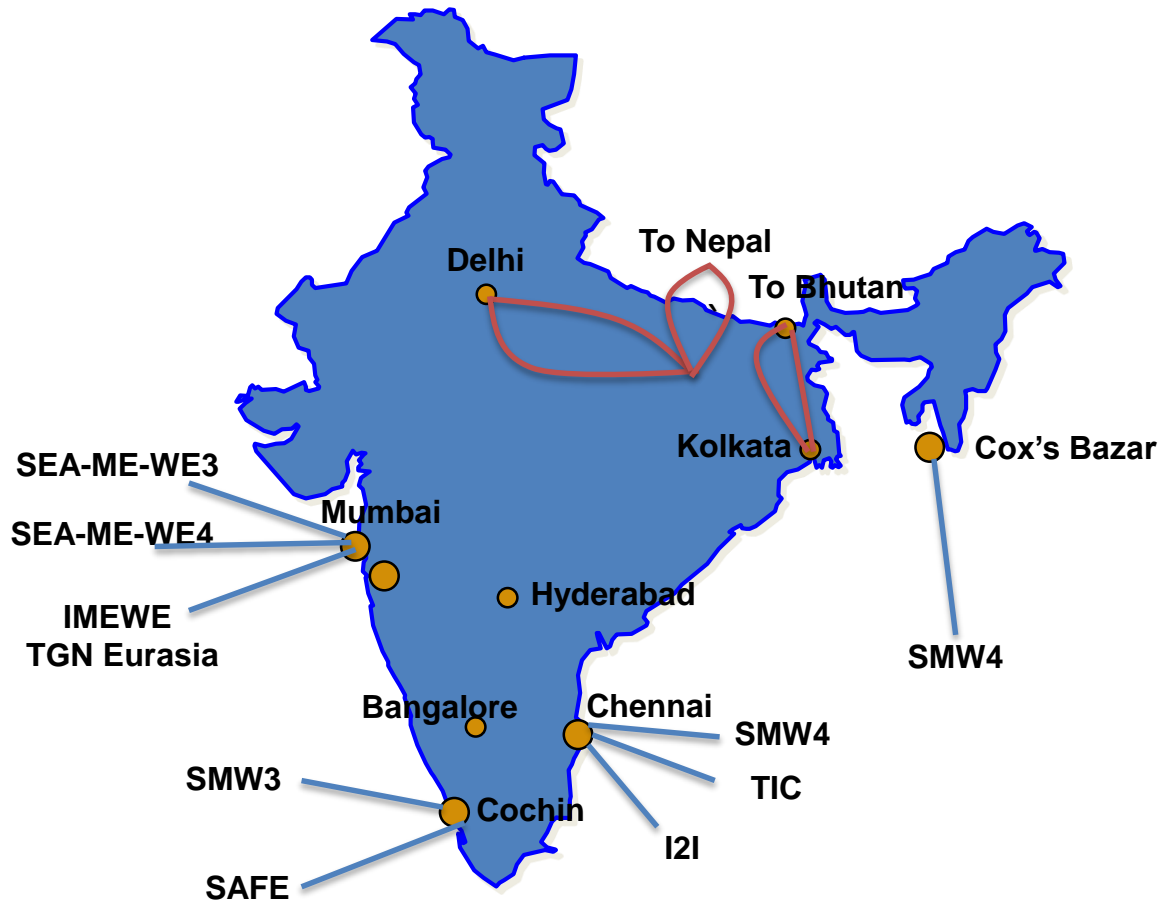 To Nepal
Delhi
To Bhutan
Kolkata
Cox's Bazar
SEA-ME-WE3
Mumbai
SEA-ME-WE4
Hyderabad
IMEWE
TGN Eurasia
SMW4
Bangalore
Chennai
SMW4
SMW3
TIC
Cochin
I2I
SAFE